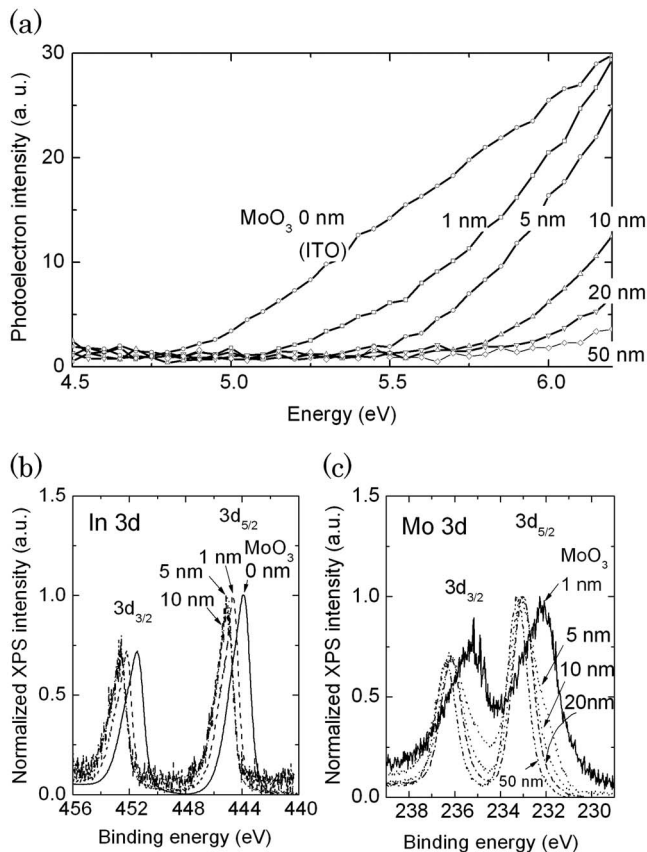 (a)
30
20
10
0
Photoelectron intensity (a. u.)
MoO₃ 0 nm
(ITO)
1 nm
5 nm
10 nm
20 nm
50 nm
4.5 5.0 5.5 6.0
Energy (eV)
(b)
In 3d
1.5
1.0
0.5
0.0
Normalized XPS intensity (a.u.)
3d₅/₂
MoO₃
0 nm
1 nm
5 nm
10 nm
3d₃/₂
456 452 448 444 440
Binding energy (eV)
(c)
Mo 3d
1.5
1.0
0.5
0.0
Normalized XPS intensity (a.u.)
3d₅/₂
MoO₃
3d₃/₂
1 nm
5 nm
10 nm
20nm
50 nm
238 236 234 232 230
Binding energy (eV)